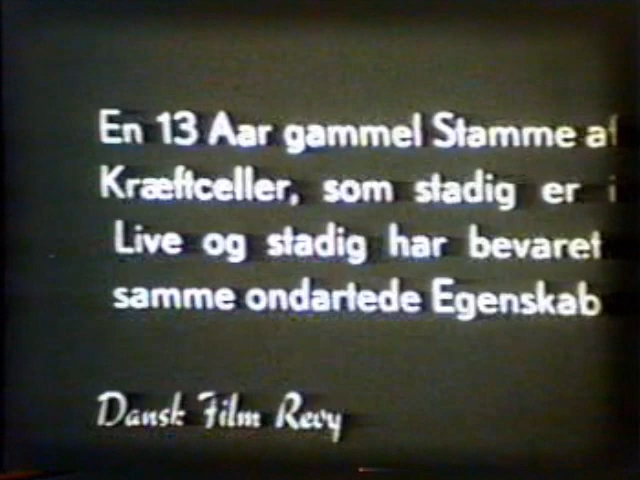 En 13 Aar gammel Stamme af
Kræftceller, som stadig er i
Live og stadig har bevaret
samme ondartede Egenskab
Dansk Film Revy